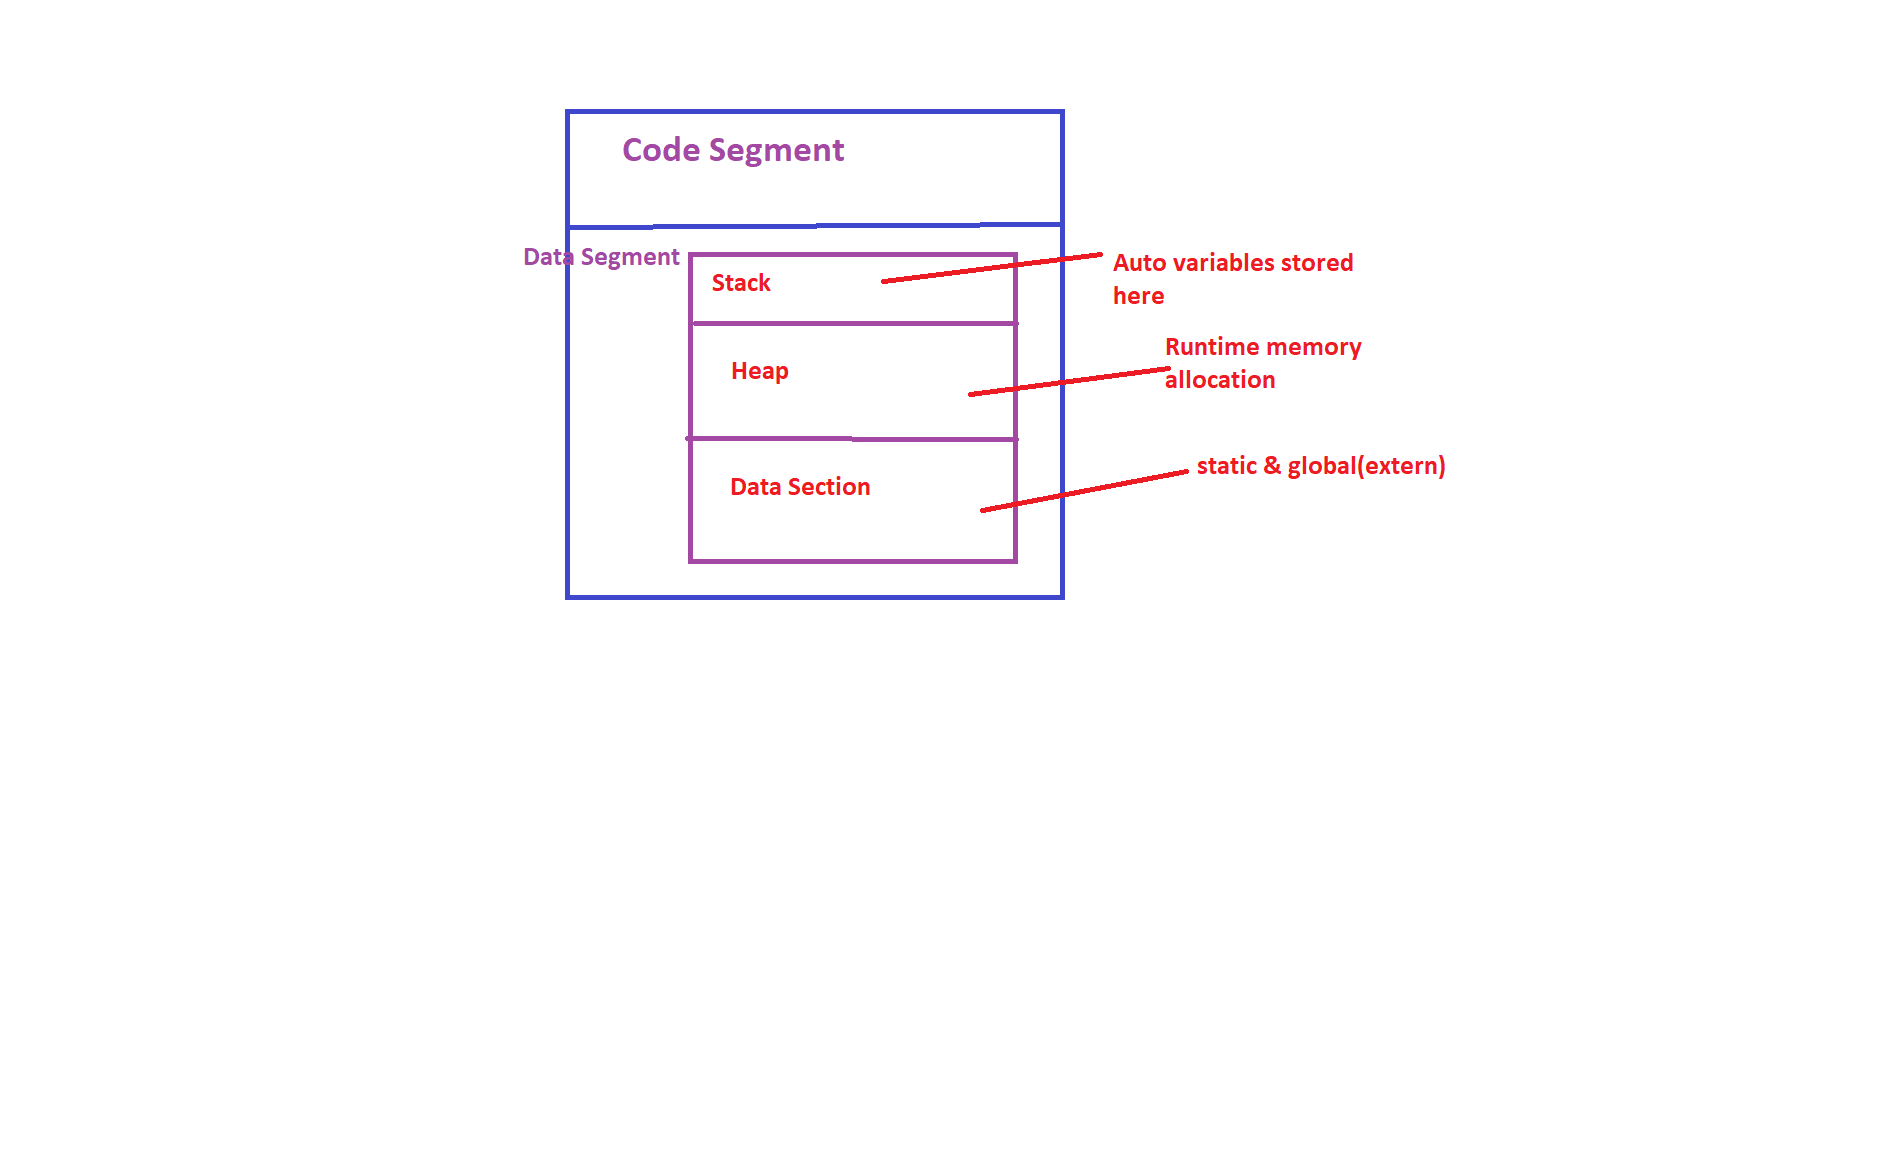 Code Segment
Data Segment
Stack
Auto variables stored
here
Heap
Runtime memory
allocation
Data Section
static & global(extern)